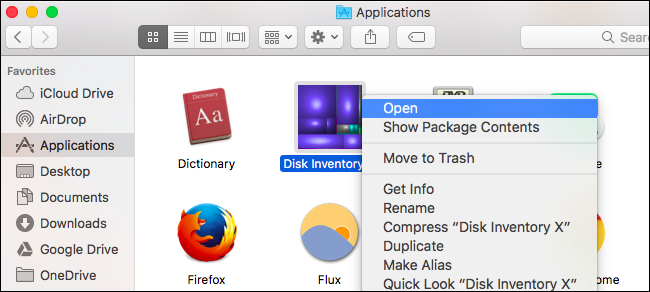 Applications
Sear
Favorites
iCloud Drive
AirDrop
Applications
Desktop
Documents
Downloads
Google Drive
OneDrive
Aa
Dictionary
Disk Inventory
Firefox
Flux
Open
Show Package Contents
Move to Trash
Get Info
Rename
Compress “Disk Inventory X”
Duplicate
Make Alias
Quick Look “Disk Inventory X”